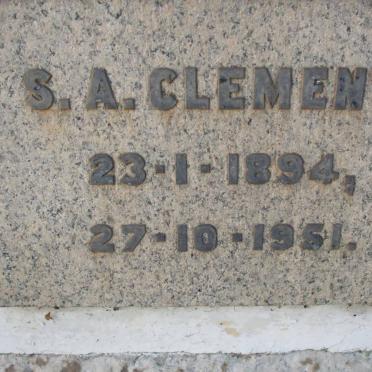 S. A. CLEMEN
23-1-1894,
27-10-1951.